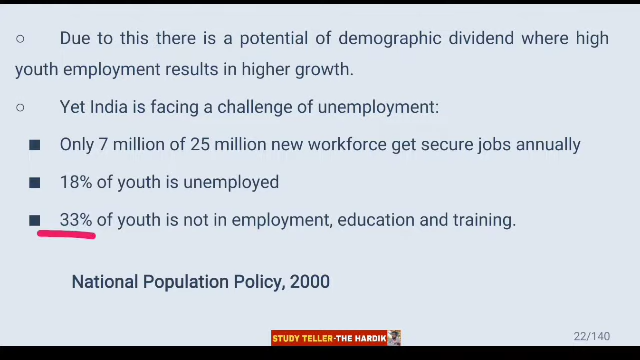 ○ Due to this there is a potential of demographic dividend where high
youth employment results in higher growth.
○ Yet India is facing a challenge of unemployment:
■ Only 7 million of 25 million new workforce get secure jobs annually
■ 18% of youth is unemployed
■ 33% of youth is not in employment, education and training.
National Population Policy, 2000
STUDY TELLER-THE HARDIK
22/140